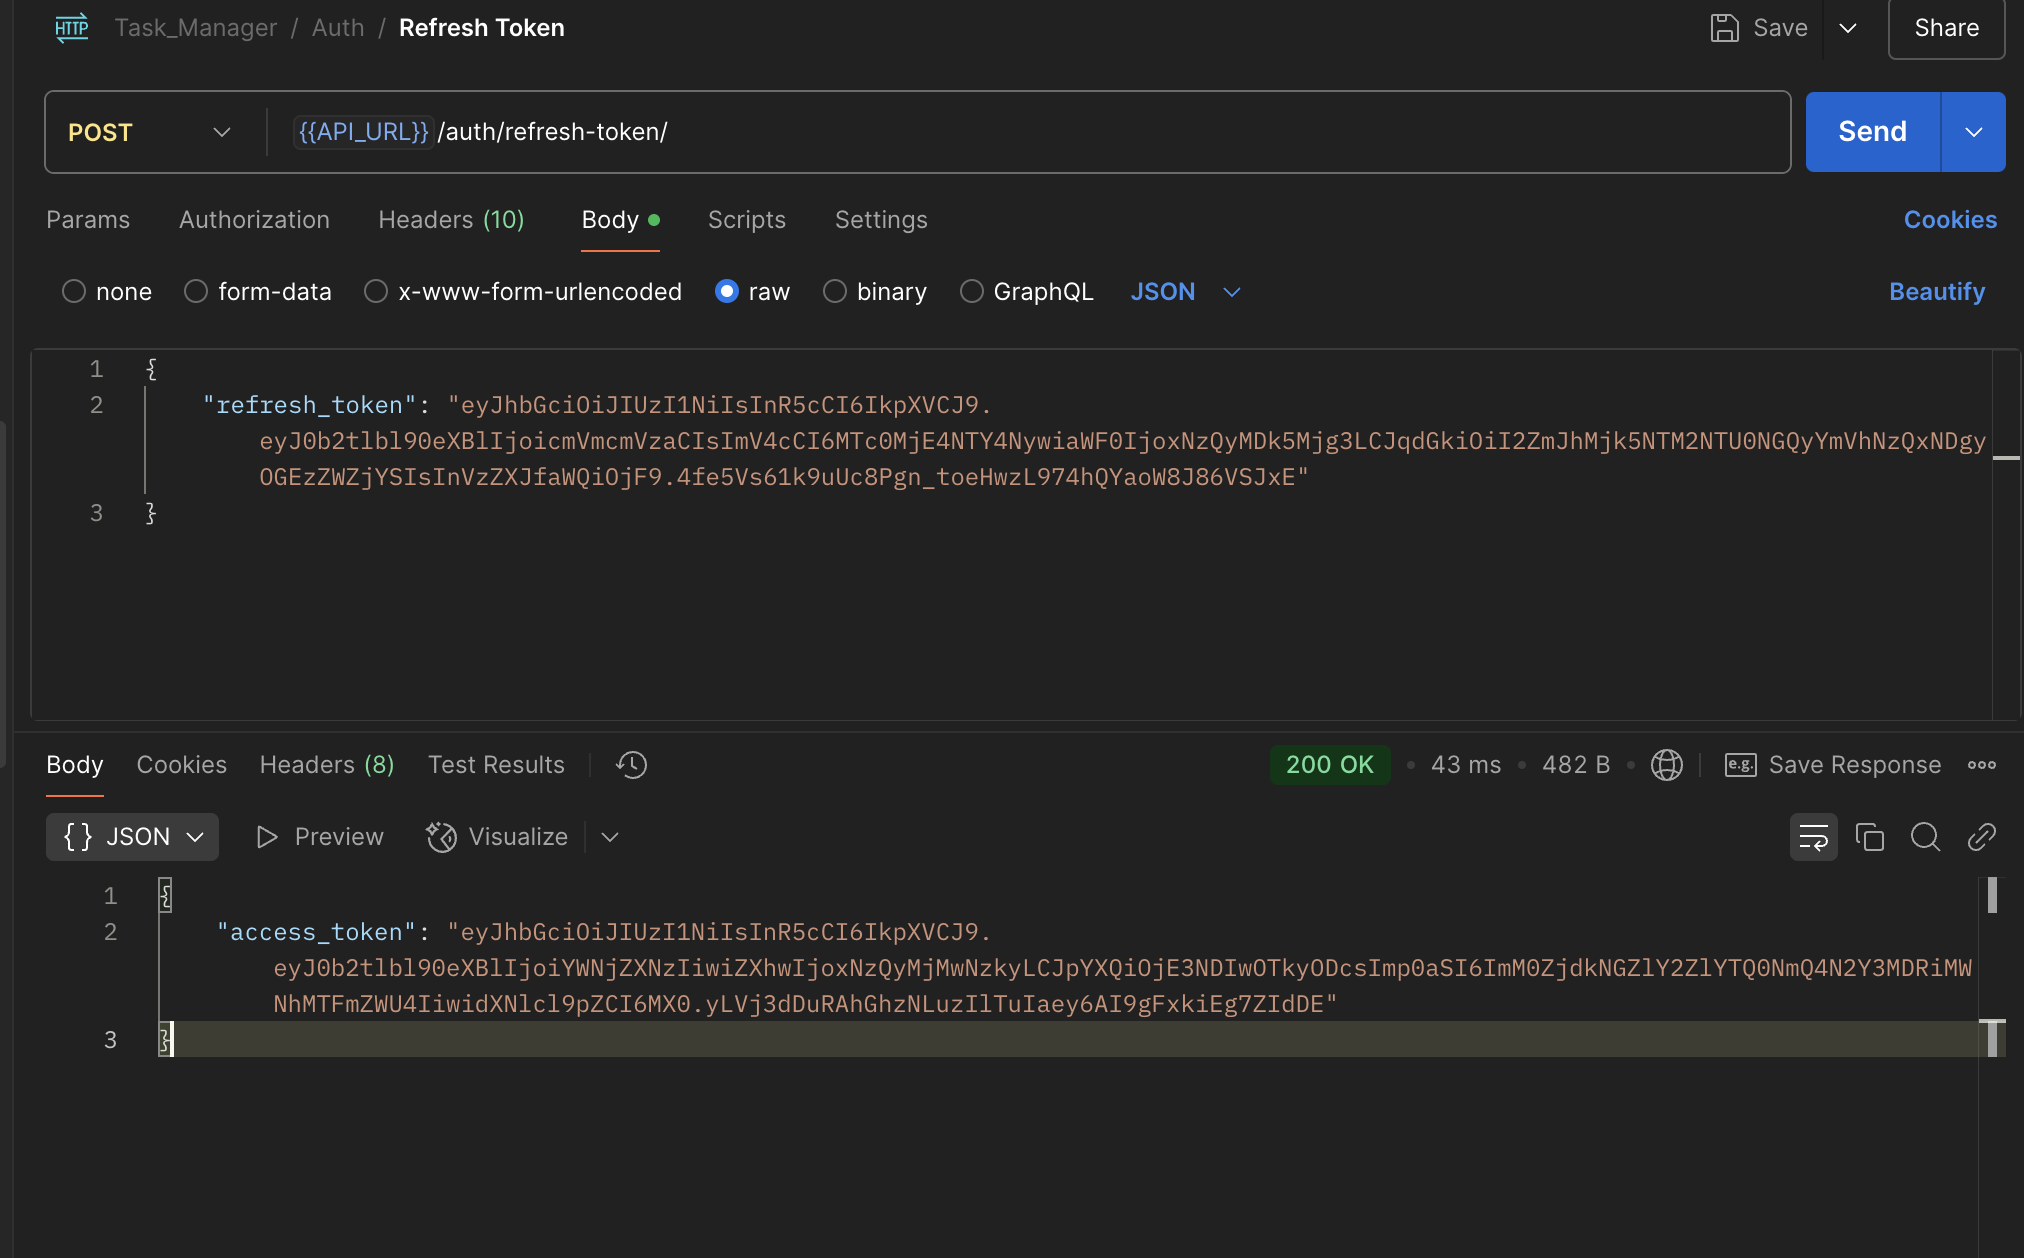 HTTP Task_Manager / Auth / Refresh Token Save Share
POST {{API_URL}}/auth/refresh-token/ Send
Params Authorization Headers (10) Body Scripts Settings Cookies
none form-data x-www-form-urlencoded raw binary GraphQL JSON Beautify
1 {
2 "refresh_token": "eyJhbGciOiJIUzI1NiIsInR5cCI6IkpXVCJ9.
eyJ0b2tlbl90eXBlIjoicmVmcmVzaCIsImV4cCI6MTc0MjE4NTY4NywiaWF0IjoxNzQyMDk5Mjg3LCJqdGkiOiI2ZmJhMjk5NTM2NTU0NGQyYmVhNzQxNDgy
OGEzZWZjYSIsInVzZXJfaWQiOjF9.4fe5Vs61k9uUc8Pgn_toeHwzL974hQYaoW8J86VSJxE"
3 }
Body Cookies Headers (8) Test Results 200 OK • 43 ms • 482 B • e.g. Save Response
{} JSON Preview Visualize
1 {
2 "access_token": "eyJhbGciOiJIUzI1NiIsInR5cCI6IkpXVCJ9.
eyJ0b2tlbl90eXBlIjoiYWNjZXNzIiwiZXhwIjoxNzQyMjMwNzkyLCJpYXQiOjE3NDIwOTkyODcsImp0aSI6ImM0ZjdkNGZlY2ZlYTQ0NmQ4N2Y3MDRiMW
NhMTFmZWU4IiwidXNlcl9pZCI6MX0.yLVj3dDuRAhGhzNLuzIlTuIaey6AI9gFxkiEg7ZIdDE"
3 }